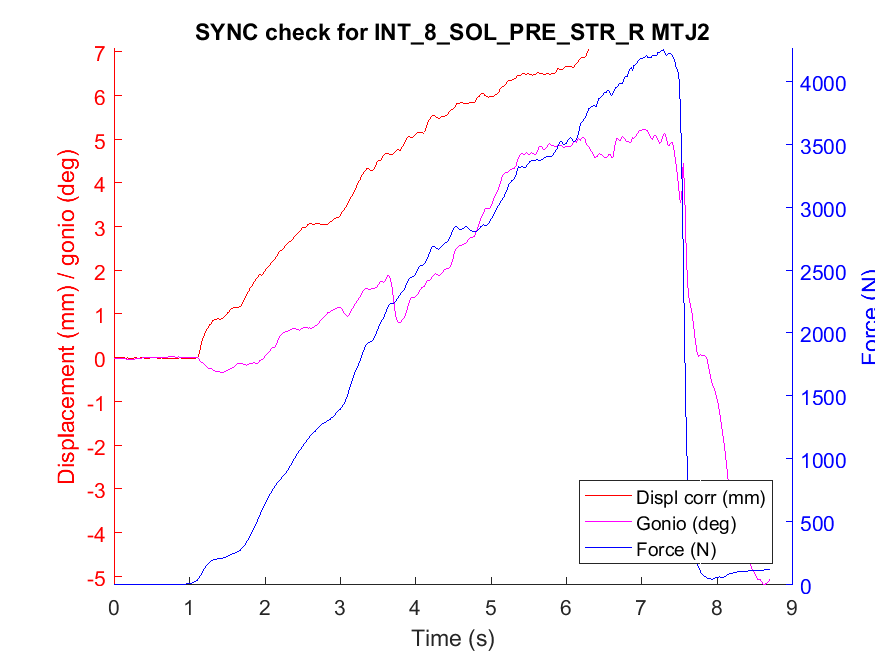 SYNC check for INT_8_SOL_PRE_STR_R MTJ2
7
6
5
4
3
2
1
0
-1
-2
-3
-4
-5
Displacement (mm) / gonio (deg)
4000
3500
3000
2500
2000
1500
1000
500
0
Force (N)
Displ corr (mm)
Gonio (deg)
Force (N)
0 1 2 3 4 5 6 7 8 9
Time (s)